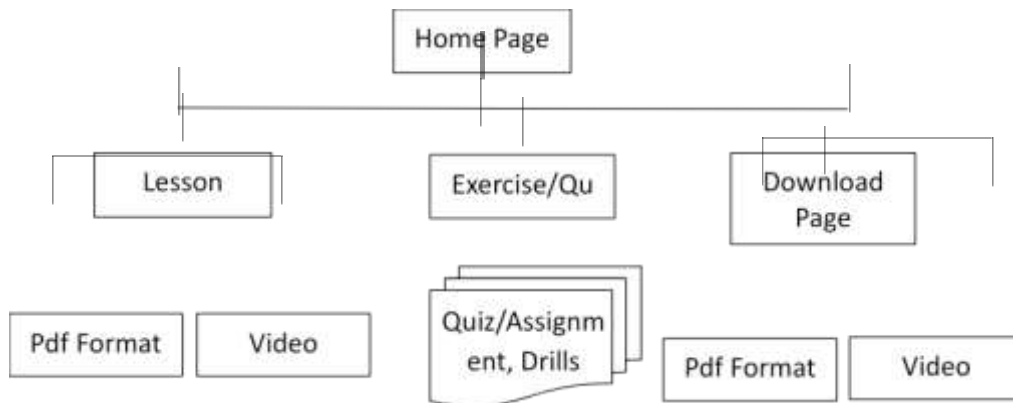 Home Page
Lesson
Exercise/Qu
Download
Page
Pdf Format
Video
Quiz/Assignm
ent, Drills
Pdf Format
Video